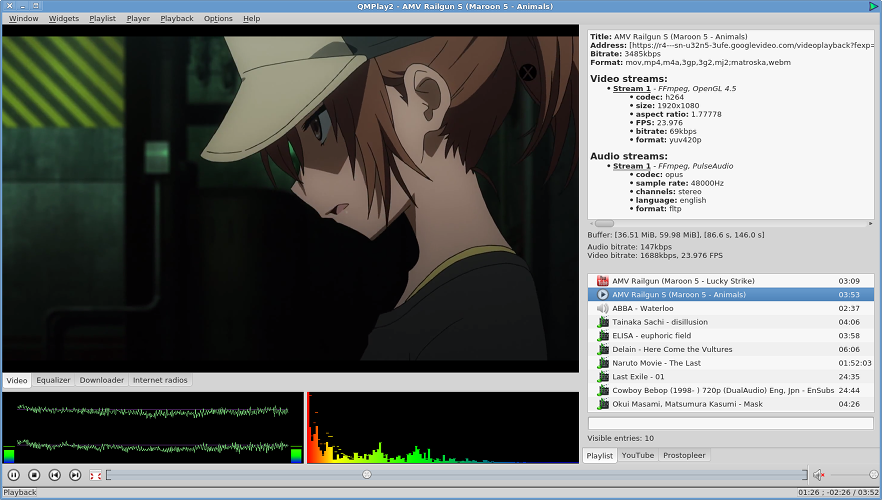 QMPlay2 - AMV Railgun S (Maroon 5 - Animals)
Window Widgets Playlist Player Playback Options Help
Title: AMV Railgun S (Maroon 5 - Animals)
Address: [https://r4---sn-u32n5-3ufe.googlevideo.com/videoplayback?fexp=
Bitrate: 3485kbps
Format: mov,mp4,m4a,3gp,3g2,mj2;matroska,webm
Video streams:
• Stream 1 - FFmpeg, OpenGL 4.5
• codec: h264
• size: 1920x1080
• aspect ratio: 1.77778
• FPS: 23.976
• bitrate: 69kbps
• format: yuv420p
Audio streams:
• Stream 1 - FFmpeg, PulseAudio
• codec: opus
• sample rate: 48000Hz
• channels: stereo
• language: english
• format: fltp
Buffer: [36.51 MiB, 59.98 MiB], [86.6 s, 146.0 s]
Audio bitrate: 147kbps
Video bitrate: 1688kbps, 23.976 FPS
AMV Railgun (Maroon 5 - Lucky Strike) 03:09
AMV Railgun S (Maroon 5 - Animals) 03:53
ABBA - Waterloo 02:37
Tainaka Sachi - disillusion 04:06
ELISA - euphoric field 03:58
Delain - Here Come the Vultures 06:06
Naruto Movie - The Last 01:52:03
Last Exile - 01 24:35
Cowboy Bebop (1998- ) 720p (DualAudio) Eng, Jpn - EnSubs 24:44
Okui Masami, Matsumura Kasumi - Mask 04:26
Visible entries: 10
Playlist YouTube Prostopleer
Video Equalizer Downloader Internet radios
Playback 01:26 ; -02:26 / 03:52